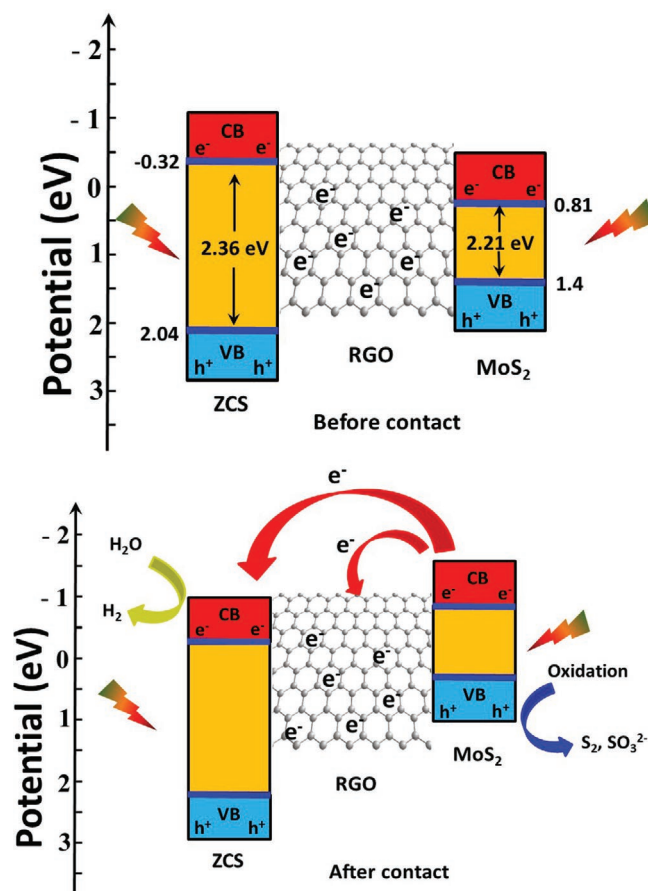 Potential (eV)
- 2
- 1
0
1
2
3
CB
e⁻ e⁻
-0.32
2.36 eV
2.04
VB
h⁺ h⁺
ZCS
e⁻
e⁻
e⁻
e⁻
e⁻
RGO
CB
e⁻ e⁻
0.81
2.21 eV
1.4
VB
h⁺ h⁺
MoS₂
Before contact
Potential (eV)
- 2
- 1
0
1
2
3
H₂O
H₂
e⁻
e⁻
CB
e⁻ e⁻
VB
h⁺ h⁺
ZCS
e⁻
e⁻
e⁻
e⁻
e⁻
e⁻
RGO
CB
e⁻ e⁻
VB
h⁺ h⁺
MoS₂
Oxidation
S₂, SO₃²⁻
After contact